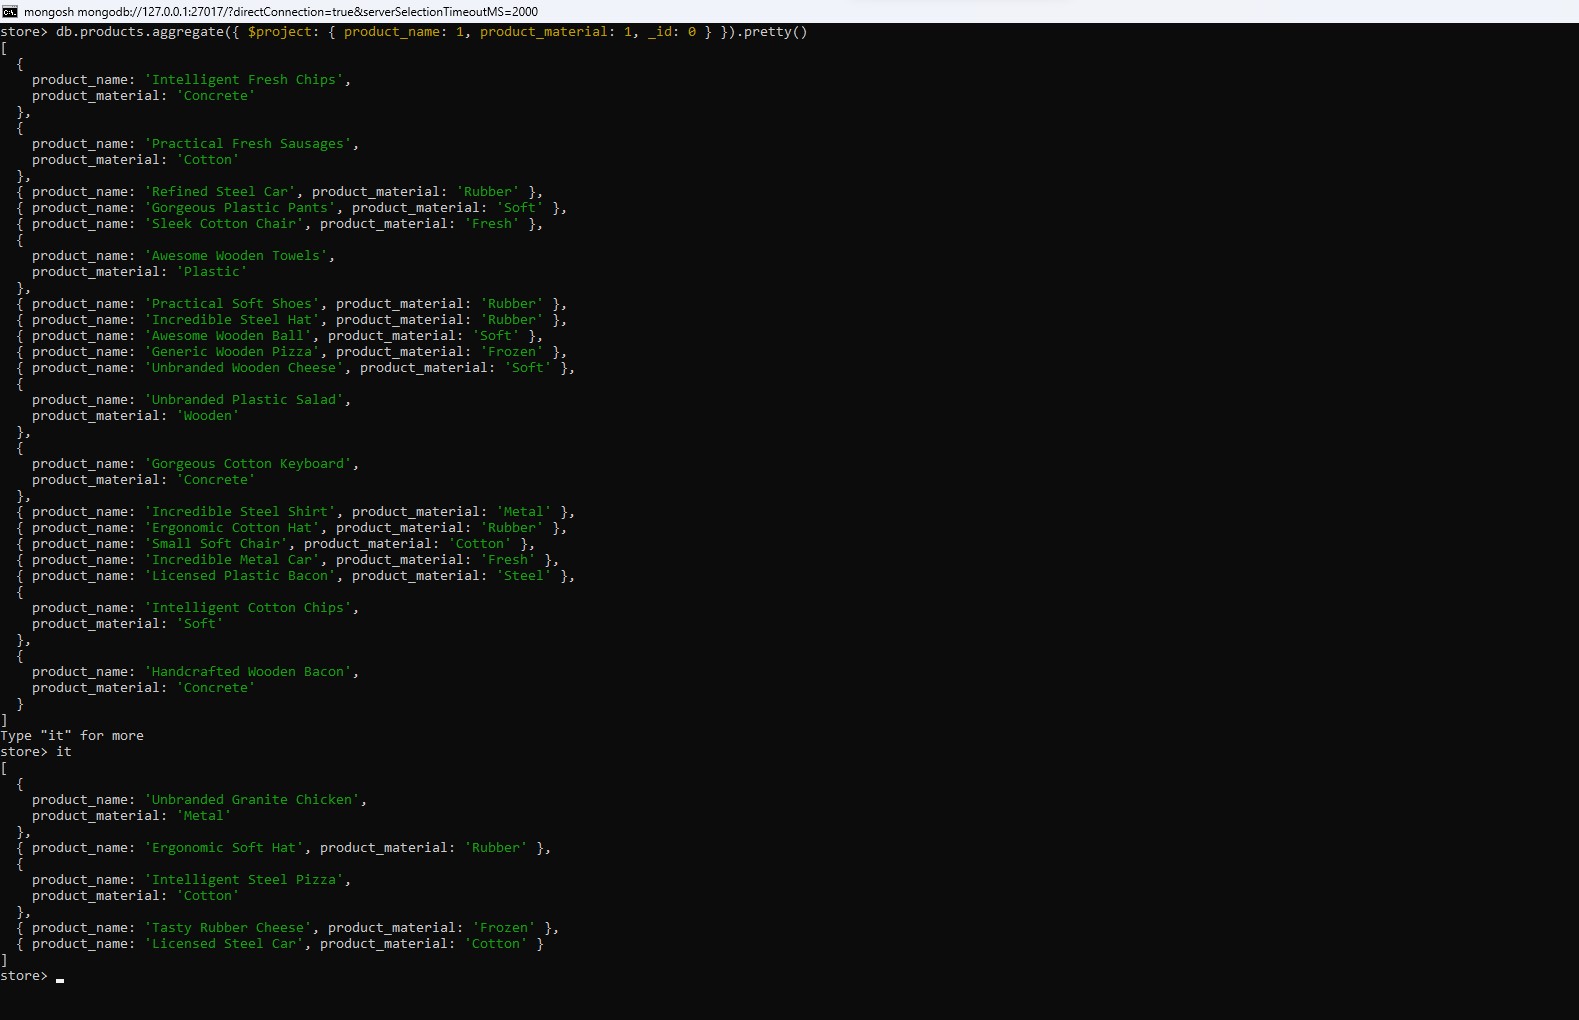 mongosh mongodb://127.0.0.1:27017/?directConnection=true&serverSelectionTimeoutMS=2000
store> db.products.aggregate({ $project: { product_name: 1, product_material: 1, _id: 0 } }).pretty()
[
  {
    product_name: 'Intelligent Fresh Chips',
    product_material: 'Concrete'
  },
  {
    product_name: 'Practical Fresh Sausages',
    product_material: 'Cotton'
  },
  { product_name: 'Refined Steel Car', product_material: 'Rubber' },
  { product_name: 'Gorgeous Plastic Pants', product_material: 'Soft' },
  { product_name: 'Sleek Cotton Chair', product_material: 'Fresh' },
  {
    product_name: 'Awesome Wooden Towels',
    product_material: 'Plastic'
  },
  { product_name: 'Practical Soft Shoes', product_material: 'Rubber' },
  { product_name: 'Incredible Steel Hat', product_material: 'Rubber' },
  { product_name: 'Awesome Wooden Ball', product_material: 'Soft' },
  { product_name: 'Generic Wooden Pizza', product_material: 'Frozen' },
  { product_name: 'Unbranded Wooden Cheese', product_material: 'Soft' },
  {
    product_name: 'Unbranded Plastic Salad',
    product_material: 'Wooden'
  },
  {
    product_name: 'Gorgeous Cotton Keyboard',
    product_material: 'Concrete'
  },
  { product_name: 'Incredible Steel Shirt', product_material: 'Metal' },
  { product_name: 'Ergonomic Cotton Hat', product_material: 'Rubber' },
  { product_name: 'Small Soft Chair', product_material: 'Cotton' },
  { product_name: 'Incredible Metal Car', product_material: 'Fresh' },
  { product_name: 'Licensed Plastic Bacon', product_material: 'Steel' },
  {
    product_name: 'Intelligent Cotton Chips',
    product_material: 'Soft'
  },
  {
    product_name: 'Handcrafted Wooden Bacon',
    product_material: 'Concrete'
  }
]
Type "it" for more
store> it
[
  {
    product_name: 'Unbranded Granite Chicken',
    product_material: 'Metal'
  },
  { product_name: 'Ergonomic Soft Hat', product_material: 'Rubber' },
  {
    product_name: 'Intelligent Steel Pizza',
    product_material: 'Cotton'
  },
  { product_name: 'Tasty Rubber Cheese', product_material: 'Frozen' },
  { product_name: 'Licensed Steel Car', product_material: 'Cotton' }
]
store>